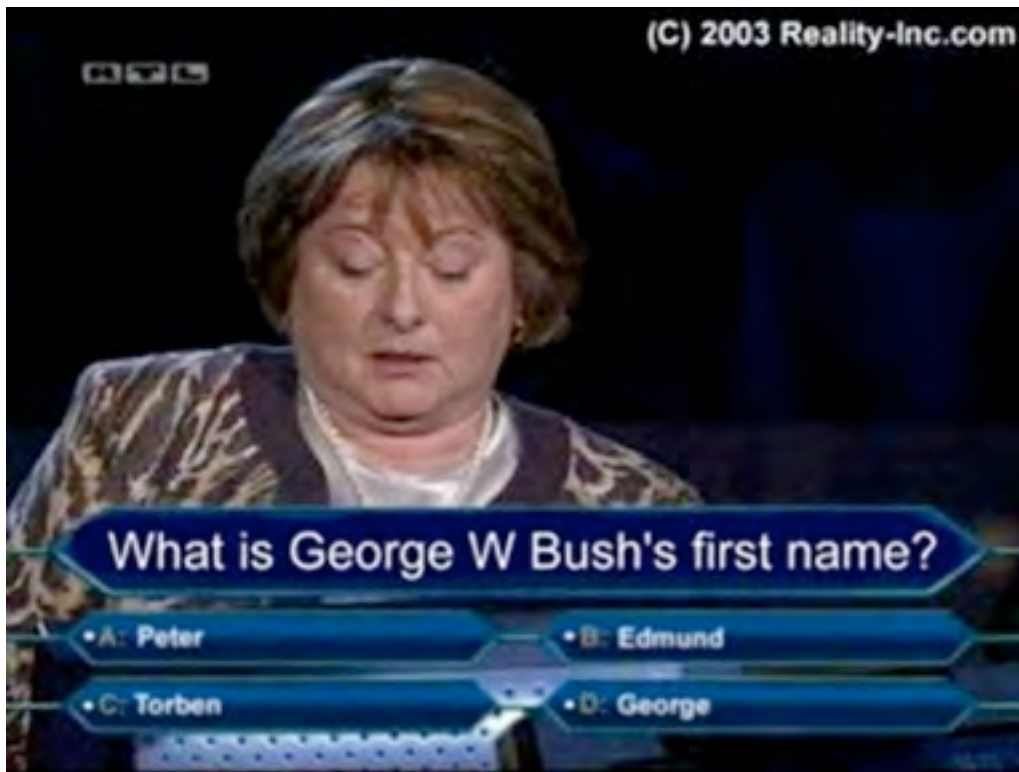 (C) 2003 Reality-Inc.com
RTL
What is George W Bush's first name?
•A: Peter
•B: Edmund
•C: Torben
•D: George